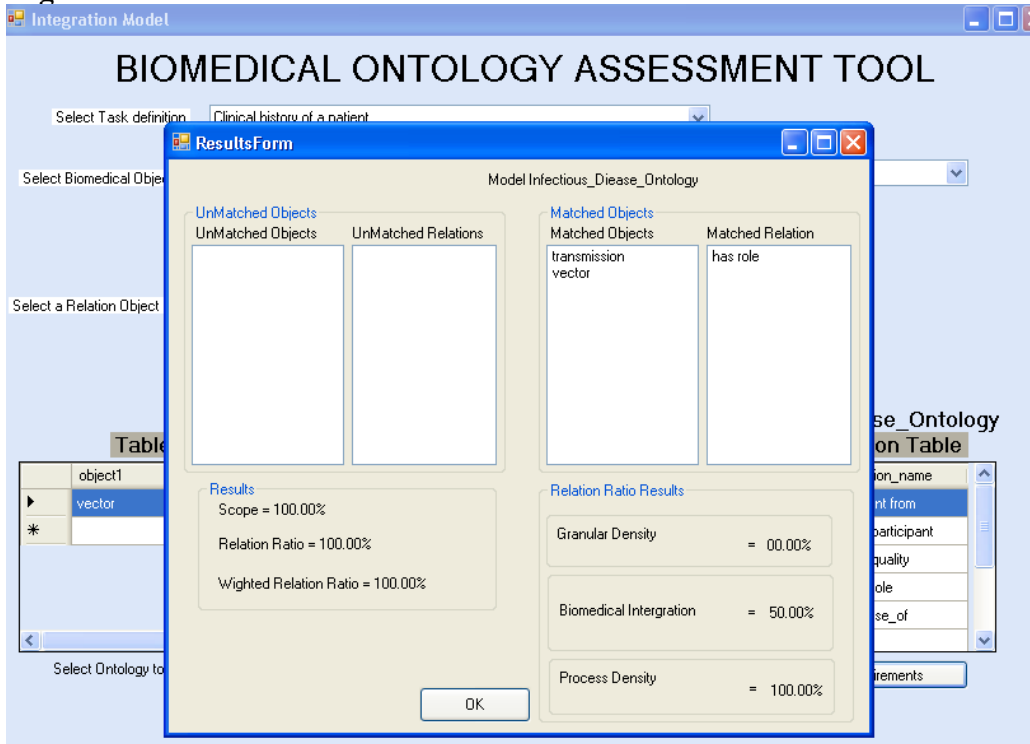 Integration Model
BIOMEDICAL ONTOLOGY ASSESSMENT TOOL
Select Task definition Clinical history of a patient
ResultsForm
Select Biomedical Obje
Model Infectious_Diease_Ontology
UnMatched Objects
UnMatched Objects UnMatched Relations
Matched Objects
Matched Objects Matched Relation
transmission has role
vector
Select a Relation Object
se_Ontology
Table on Table
object1 ion_name
vector nt from
participant
quality
ole
se_of
Results
Scope = 100.00%
Relation Ratio = 100.00%
Wighted Relation Ratio = 100.00%
Relation Ratio Results
Granular Density = 00.00%
Biomedical Intergration = 50.00%
Process Density = 100.00%
Select Ontology to irements
OK